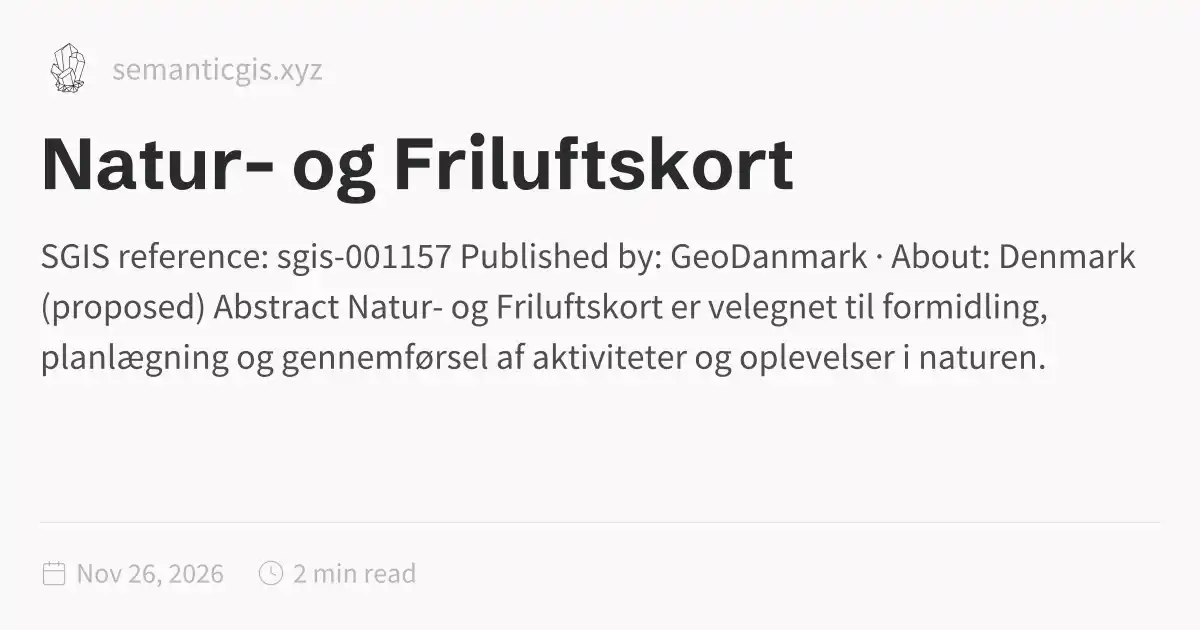 semanticgis.xyz
Natur- og Friluftskort
SGIS reference: sgis-001157 Published by: GeoDanmark · About: Denmark
(proposed) Abstract Natur- og Friluftskort er velegnet til formidling,
planlægning og gennemførsel af aktiviteter og oplevelser i naturen.
Nov 26, 2026 2 min read